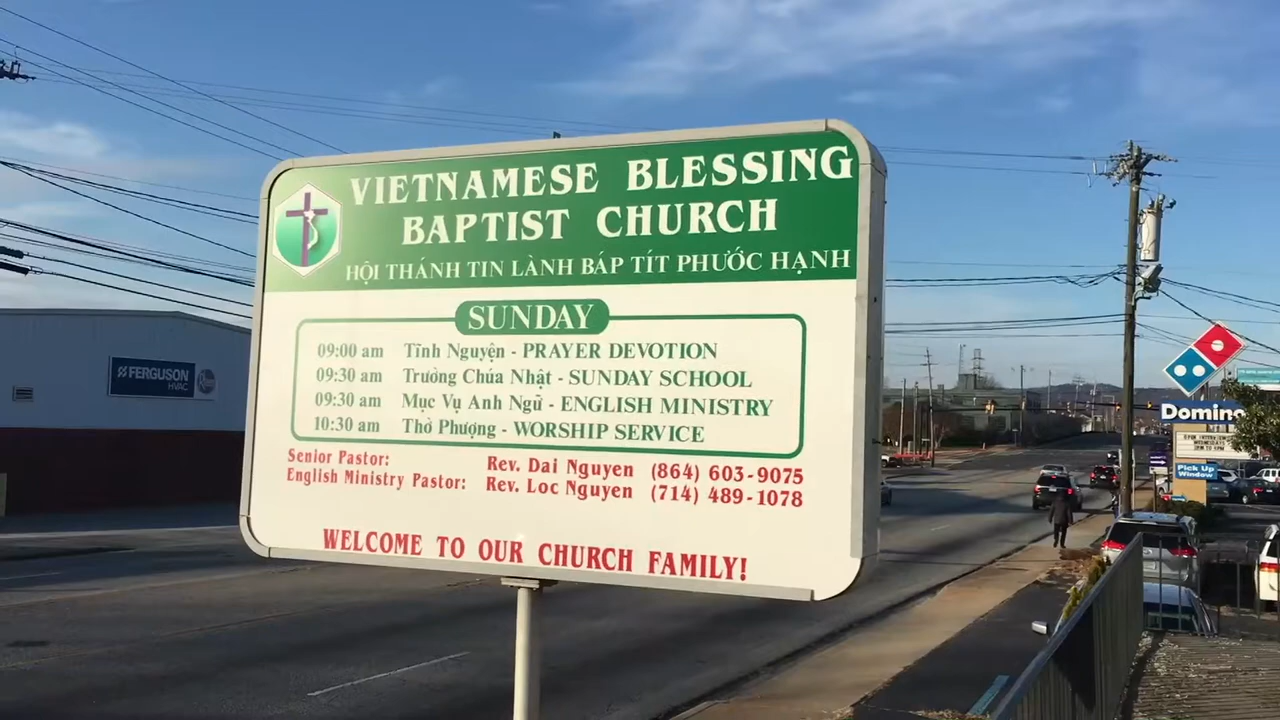 VIETNAMESE BLESSING
BAPTIST CHURCH
HỘI THÁNH TIN LÀNH BÁP TÍT PHƯỚC HẠNH
SUNDAY
09:00 am Tĩnh Nguyện - PRAYER DEVOTION
09:30 am Trường Chúa Nhật - SUNDAY SCHOOL
09:30 am Mục Vụ Anh Ngữ - ENGLISH MINISTRY
10:30 am Thờ Phượng - WORSHIP SERVICE
Senior Pastor: Rev. Dai Nguyen (864) 603-9075
English Ministry Pastor: Rev. Loc Nguyen (714) 489-1078
WELCOME TO OUR CHURCH FAMILY!
FERGUSON
HVAC
Domino
Pick Up
Window